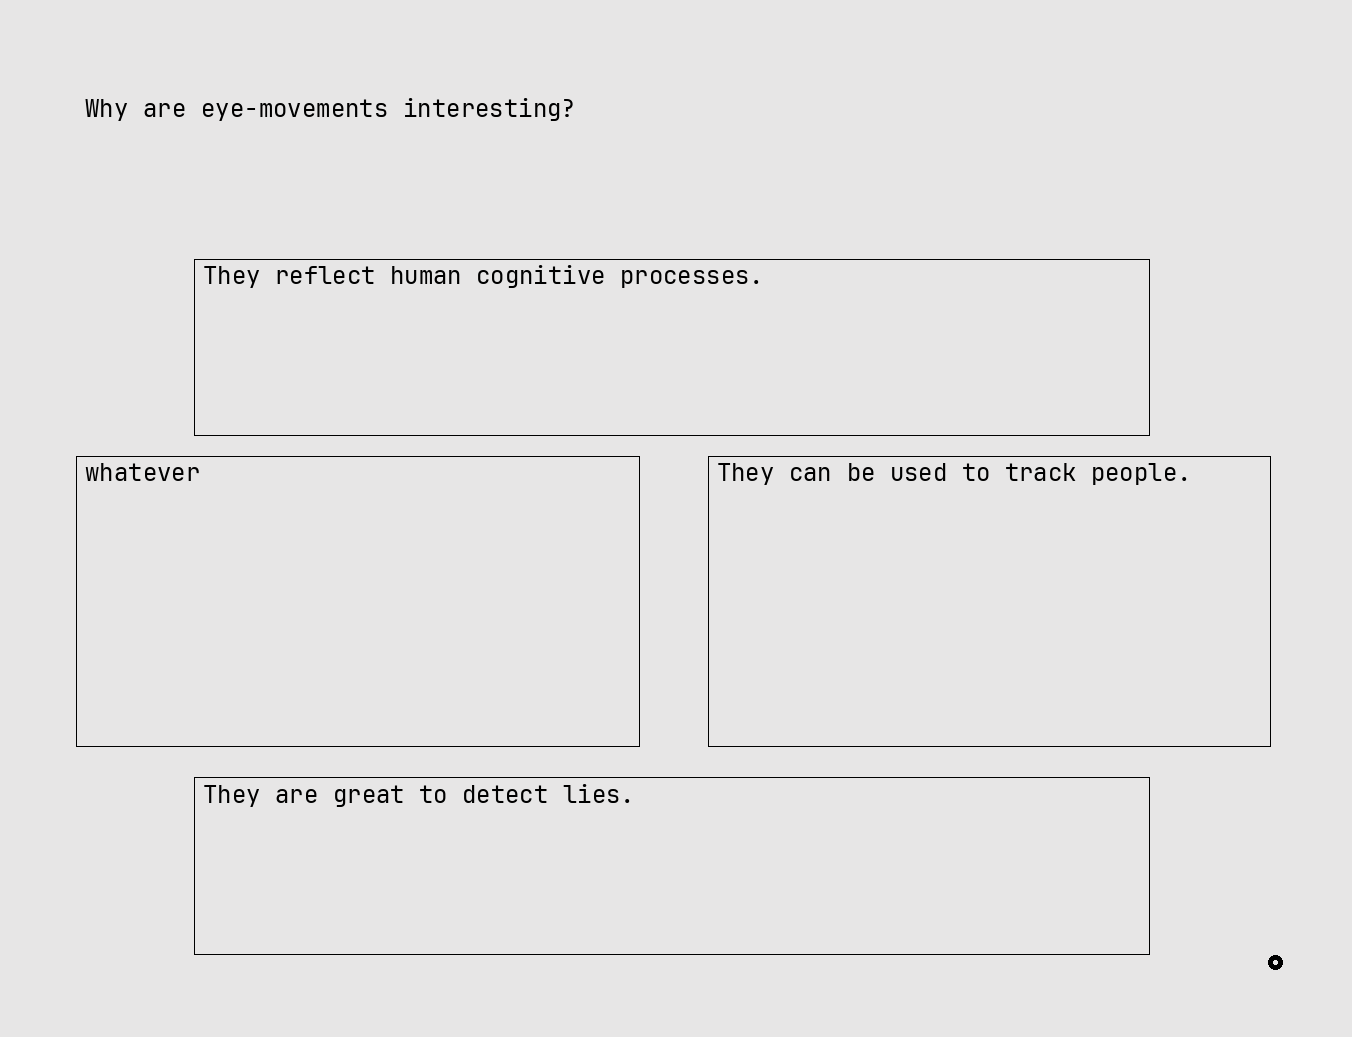 Why are eye-movements interesting?
They reflect human cognitive processes.
whatever
They can be used to track people.
They are great to detect lies.